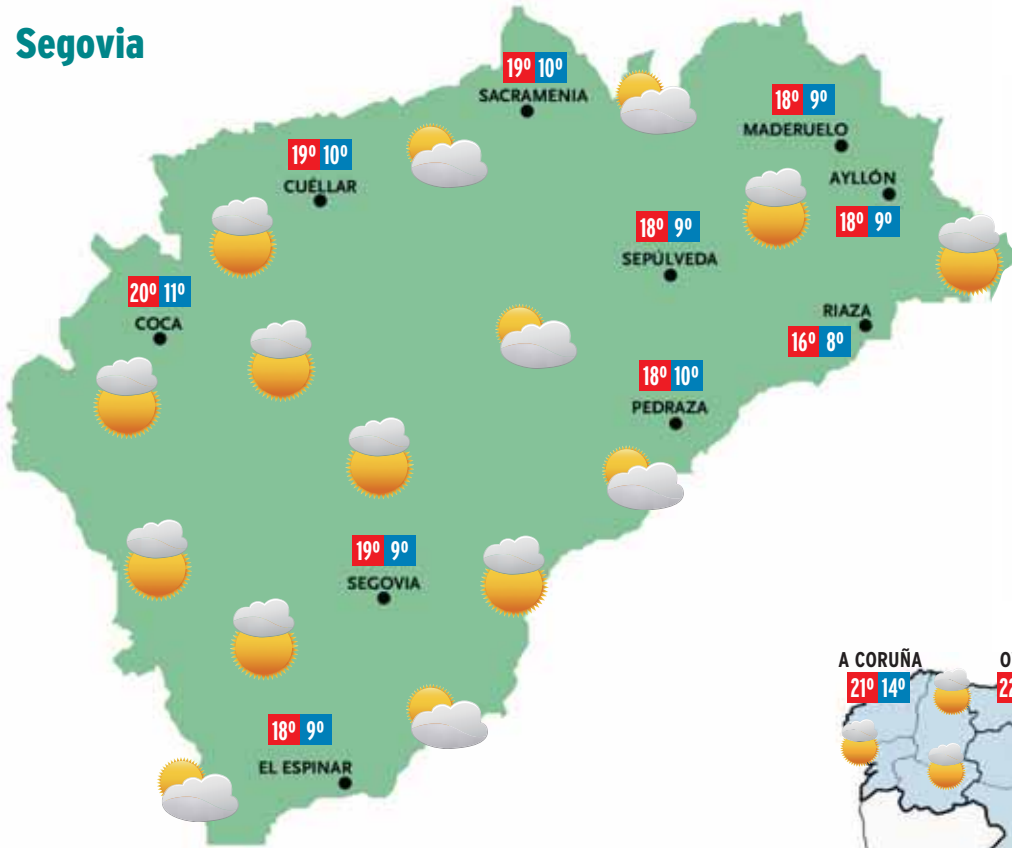 Segovia
19º 10º
SACRAMENIA
18º 9º
MADERUELO
19º 10º
CUÉLLAR
AYLLÓN
18º 9º
18º 9º
SEPÚLVEDA
20º 11º
COCA
RIAZA
16º 8º
18º 10º
PEDRAZA
19º 9º
SEGOVIA
18º 9º
EL ESPINAR
A CORUÑA
21º 14º
O
22